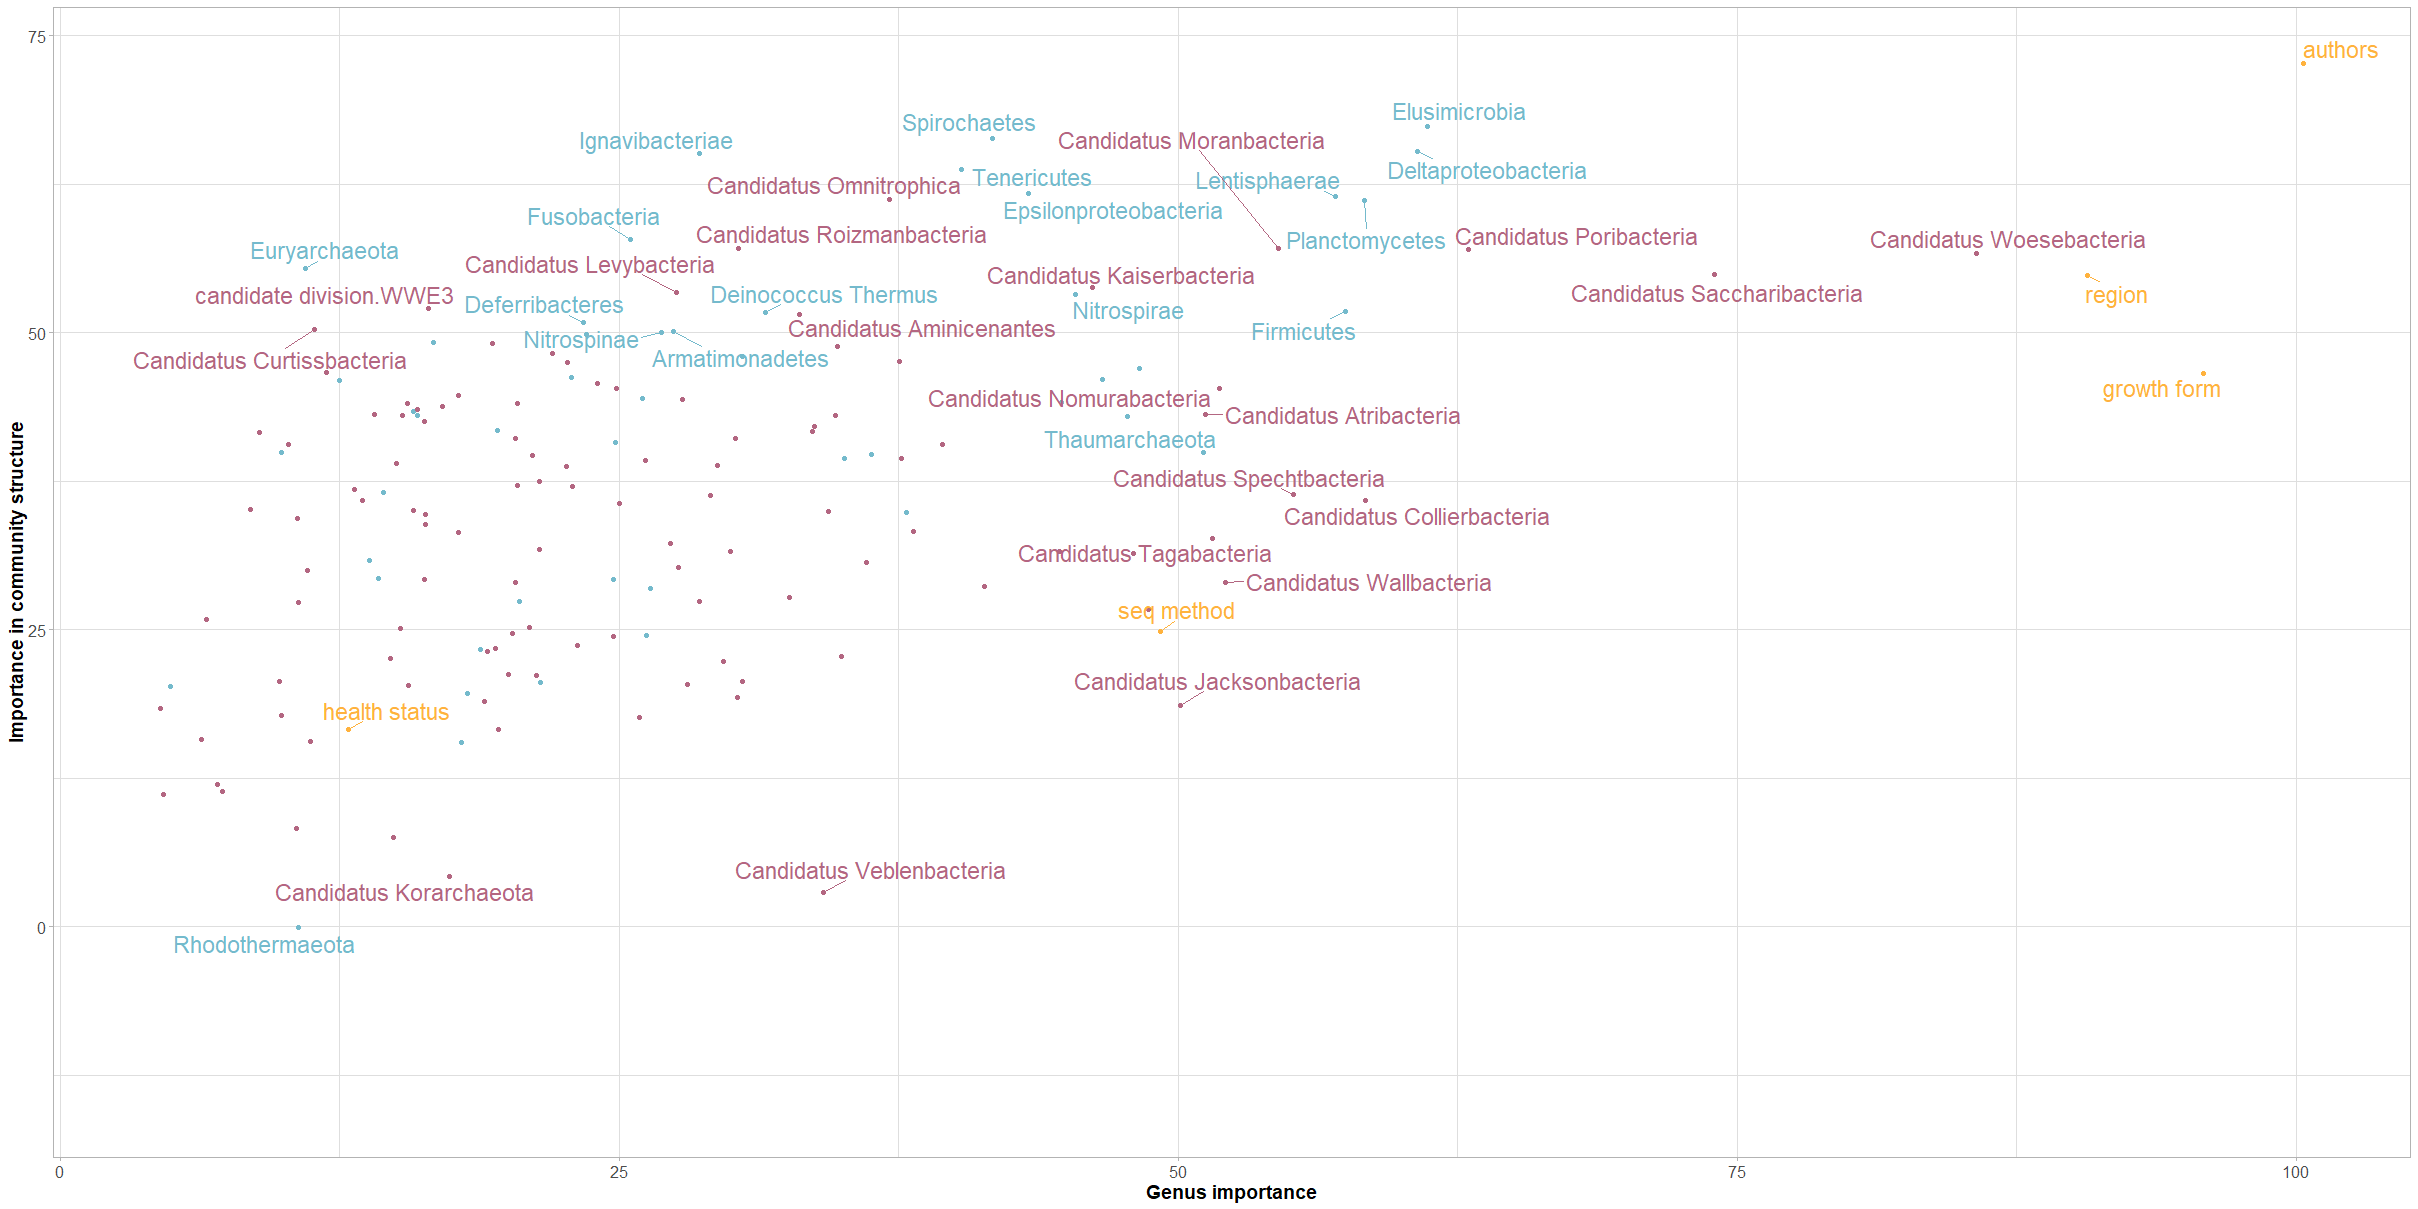 75
authors
Elusimicrobia
Spirochaetes
Ignavibacteriae
Candidatus Moranbacteria
Deltaproteobacteria
Tenericutes
Lentisphaerae
Candidatus Omnitrophica
Epsilonproteobacteria
Fusobacteria
Candidatus Roizmanbacteria
Planctomycetes
Candidatus Poribacteria
Candidatus Woesebacteria
Euryarchaeota
Candidatus Levybacteria
Candidatus Kaiserbacteria
candidate division.WWE3
Deinococcus Thermus
Candidatus Saccharibacteria
region
Deferribacteres
Nitrospirae
50
Nitrospinae
Candidatus Aminicenantes
Firmicutes
Candidatus Curtissbacteria
Armatimonadetes
growth form
Candidatus Nomurabacteria
Candidatus Atribacteria
Thaumarchaeota
Candidatus Spechtbacteria
Candidatus Collierbacteria
Candidatus Tagabacteria
Candidatus Wallbacteria
seq method
25
Candidatus Jacksonbacteria
health status
Candidatus Veblenbacteria
Candidatus Korarchaeota
0
Rhodothermaeota
Importance in community structure
0
25
50
75
100
Genus importance